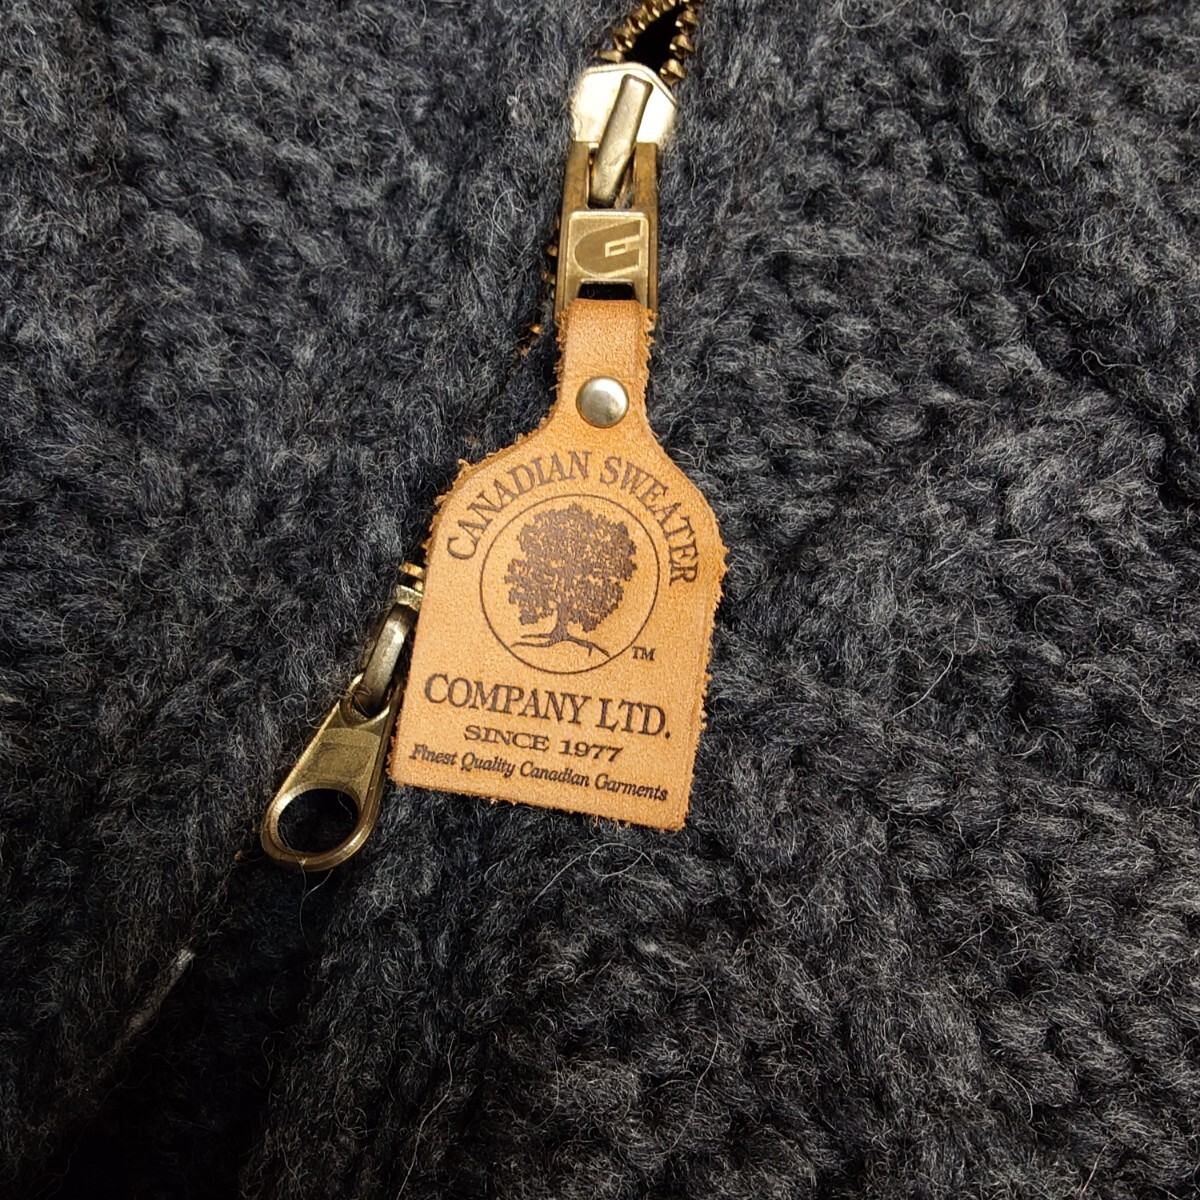 CANADIAN SWEATER
TM
COMPANY LTD.
SINCE 1977
Finest Quality Canadian Garments